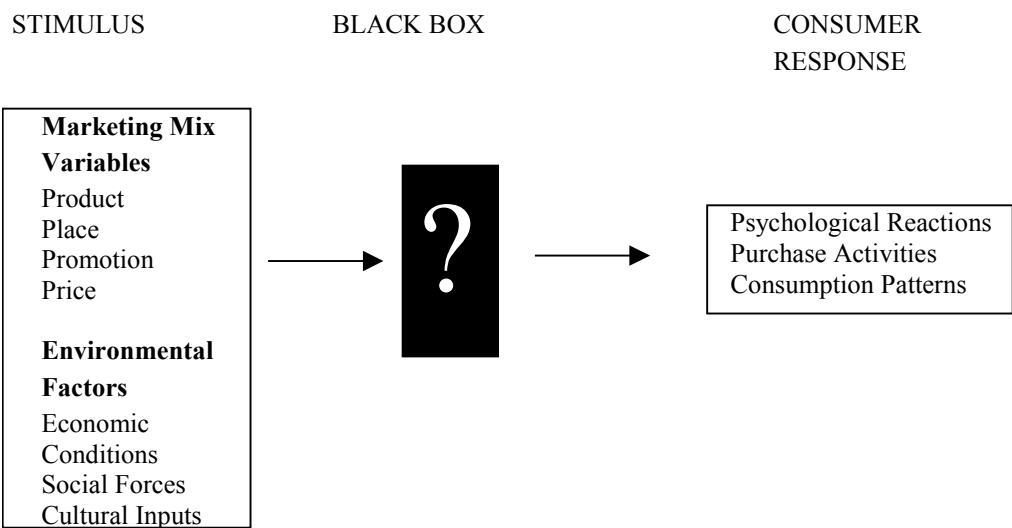 STIMULUS
BLACK BOX
CONSUMER
RESPONSE
Marketing Mix
Variables
Product
Place
Promotion
Price
Environmental
Factors
Economic
Conditions
Social Forces
Cultural Inputs
?
Psychological Reactions
Purchase Activities
Consumption Patterns